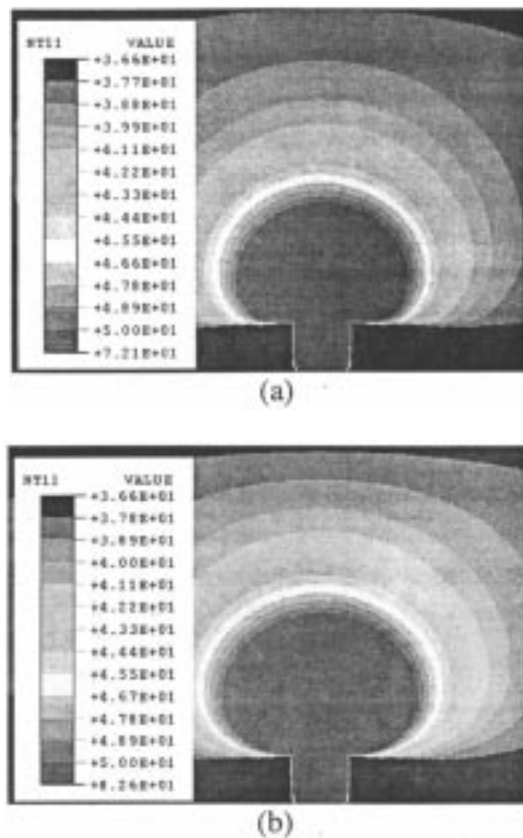 NT11 VALUE
+3.66E+01
+3.77E+01
+3.88E+01
+3.99E+01
+4.11E+01
+4.22E+01
+4.33E+01
+4.44E+01
+4.55E+01
+4.66E+01
+4.78E+01
+4.89E+01
+5.00E+01
+7.21E+01
(a)
NT11 VALUE
+3.66E+01
+3.78E+01
+3.89E+01
+4.00E+01
+4.11E+01
+4.22E+01
+4.33E+01
+4.44E+01
+4.55E+01
+4.67E+01
+4.78E+01
+4.89E+01
+5.00E+01
+8.26E+01
(b)